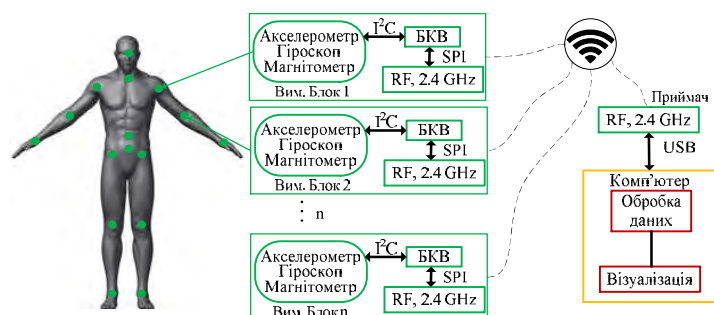 Акселерометр
Гіроскоп
Магнітометр
Вим. Блок 1
I²C
БКВ
SPI
RF, 2.4 GHz
Акселерометр
Гіроскоп
Магнітометр
Вим. Блок 2
I²C
БКВ
SPI
RF, 2.4 GHz
⋮ n
Акселерометр
Гіроскоп
Магнітометр
Вим. Блок n
I²C
БКВ
SPI
RF, 2.4 GHz
Приймач
RF, 2.4 GHz
USB
Комп’ютер
Обробка
даних
Візуалізація